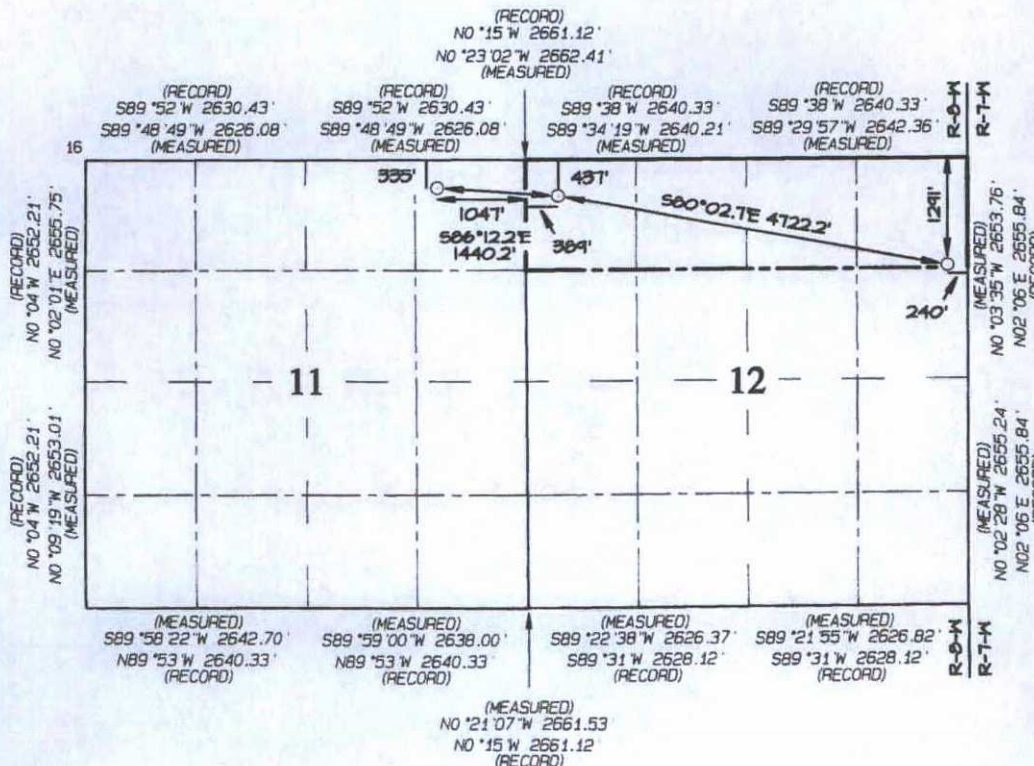 (RECORD)
N0°15'W 2661.12'
N0°23'02"W 2662.41'
(MEASURED)
(RECORD)
S89°52'W 2630.43'
S89°48'49"W 2626.08'
(MEASURED)
(RECORD)
S89°52'W 2630.43'
S89°48'49"W 2626.08'
(MEASURED)
(RECORD)
S89°38'W 2640.33'
S89°34'19"W 2640.21'
(MEASURED)
(RECORD)
S89°38'W 2640.33'
S89°29'57"W 2642.36'
(MEASURED)
R-8-W
R-7-W
16
(RECORD)
N0°04'W 2652.21'
N0°02'01"E 2655.75'
(MEASURED)
335'
437'
1047'
S86°12.2'E
1440.2'
389'
S80°02.7'E 4722.2'
1291'
240'
(MEASURED)
N0°03'35"W 2653.76'
N02°06'E 2655.84'
(RECORD)
11
12
(RECORD)
N0°04'W 2652.21'
N0°09'19"W 2653.01'
(MEASURED)
(MEASURED)
N0°02'28"W 2655.24'
N02°06'E 2655.84'
(MEASURED)
S89°58'22"W 2642.70'
N89°53'W 2640.33'
(RECORD)
(MEASURED)
S89°59'00"W 2638.00'
N89°53'W 2640.33'
(RECORD)
(MEASURED)
S89°22'38"W 2626.37'
S89°31'W 2628.12'
(RECORD)
(MEASURED)
S89°21'55"W 2626.82'
S89°31'W 2628.12'
(RECORD)
R-8-W
R-7-W
(MEASURED)
N0°21'07"W 2661.53'
N0°15'W 2661.12'
(RECORD)